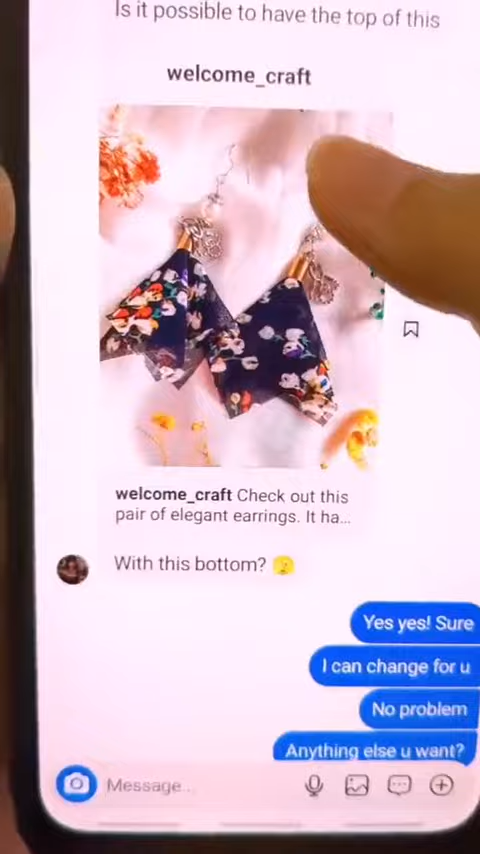 Is it possible to have the top of this
welcome_craft
welcome_craft Check out this
pair of elegant earrings. It ha...
With this bottom?
Yes yes! Sure
I can change for u
No problem
Anything else u want?
Message...